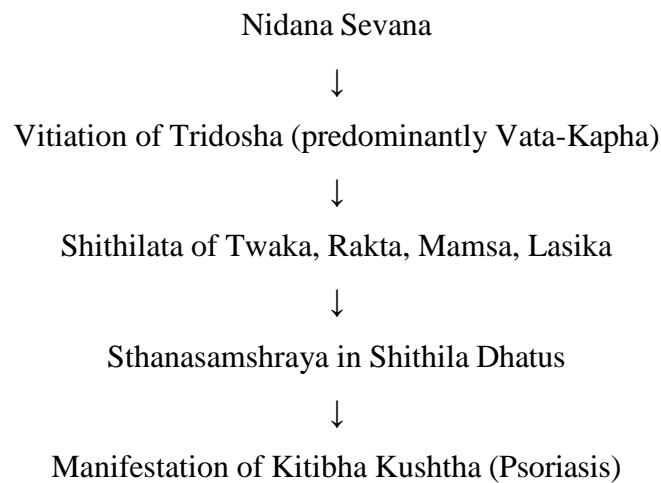 Nidana Sevana
↓
Vitiation of Tridosha (predominantly Vata-Kapha)
↓
Shithilata of Twaka, Rakta, Mamsa, Lasika
↓
Sthanasamshraya in Shithila Dhatus
↓
Manifestation of Kitibha Kushtha (Psoriasis)